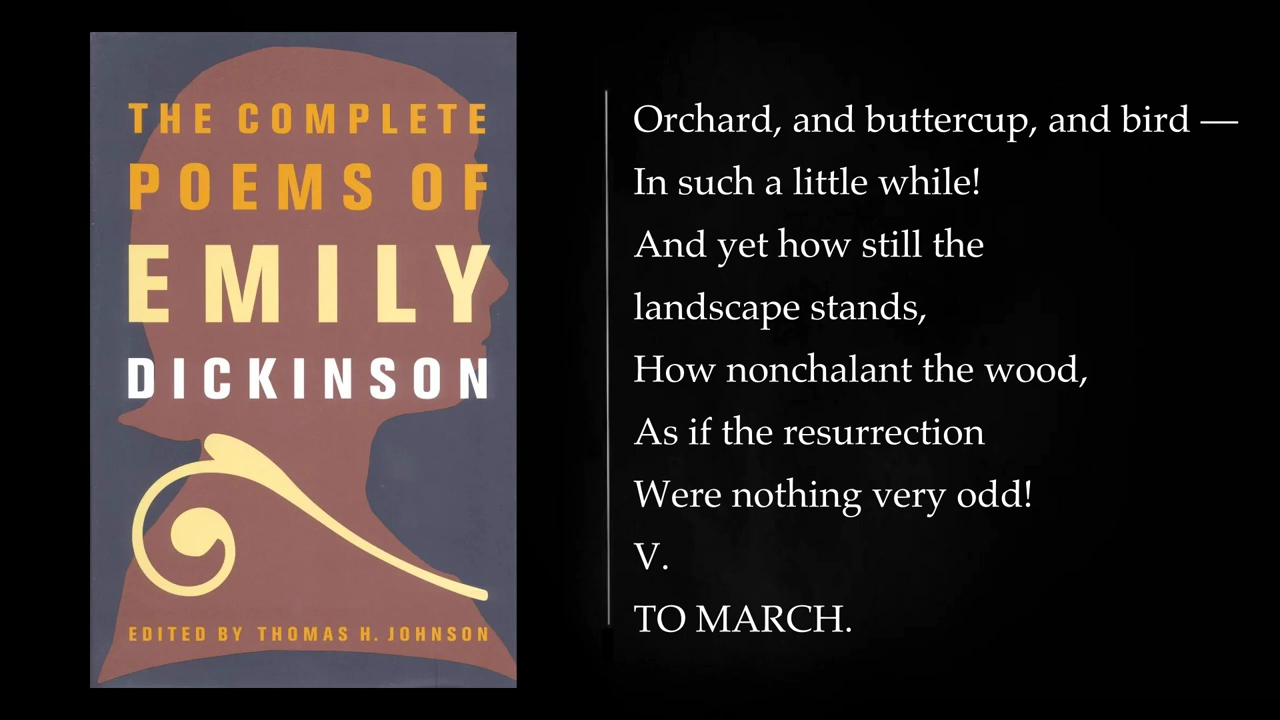 THE COMPLETE
POEMS OF
EMILY
DICKINSON
EDITED BY THOMAS H. JOHNSON
Orchard, and buttercup, and bird —
In such a little while!
And yet how still the
landscape stands,
How nonchalant the wood,
As if the resurrection
Were nothing very odd!
V.
TO MARCH.